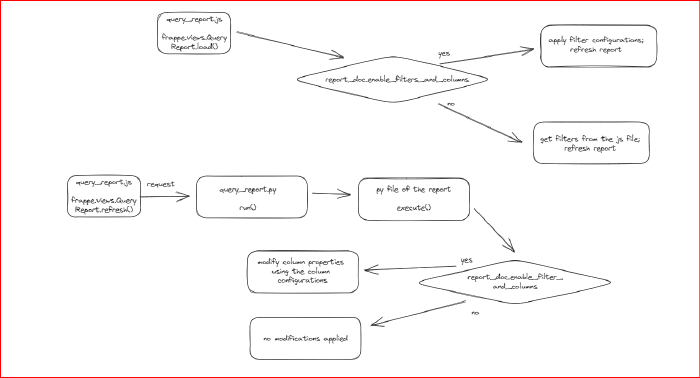 query_report.js
frappe.views.Query
Report.load()
report_doc.enable_filters_and_columns
yes
apply filter configurations;
refresh report
no
get filters from the js file;
refresh report
query_report.js
frappe.views.Query
Report.refresh()
request
query_report.py
run()
py file of the report
execute()
report_doc.enable_filter_
and_columns
yes
modify column properties
using the column
configurations
no
no modifications applied